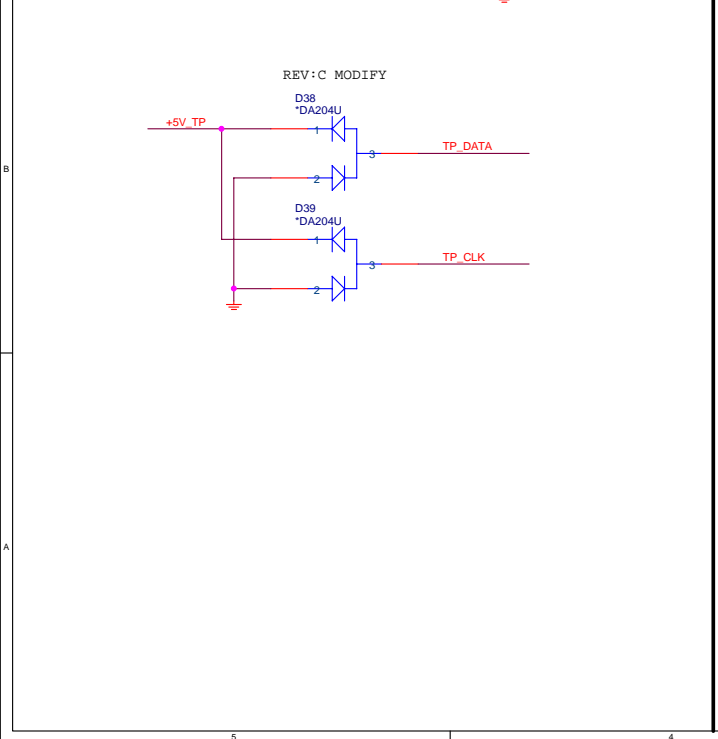 REV:C MODIFY
D38
*DA204U
+5V_TP
1
TP_DATA
3
B
2
D39
*DA204U
1
TP_CLK
3
2
A
5
4